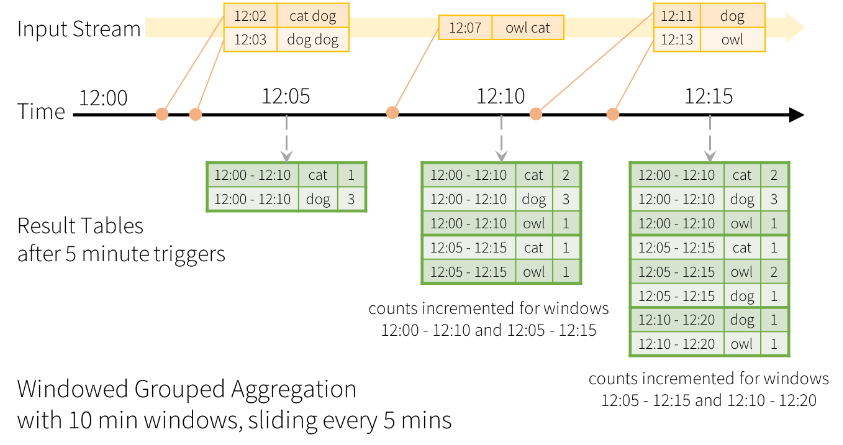 Input Stream
12:02 cat dog
12:03 dog dog
12:07 owl cat
12:11 dog
12:13 owl
Time
12:00
12:05
12:10
12:15
Result Tables
after 5 minute triggers
12:00 - 12:10 cat 1
12:00 - 12:10 dog 3
12:00 - 12:10 cat 2
12:00 - 12:10 dog 3
12:00 - 12:10 owl 1
12:05 - 12:15 cat 1
12:05 - 12:15 owl 1
counts incremented for windows
12:00 - 12:10 and 12:05 - 12:15
12:00 - 12:10 cat 2
12:00 - 12:10 dog 3
12:00 - 12:10 owl 1
12:05 - 12:15 cat 1
12:05 - 12:15 owl 2
12:05 - 12:15 dog 1
12:10 - 12:20 dog 1
12:10 - 12:20 owl 1
counts incremented for windows
12:05 - 12:15 and 12:10 - 12:20
Windowed Grouped Aggregation
with 10 min windows, sliding every 5 mins